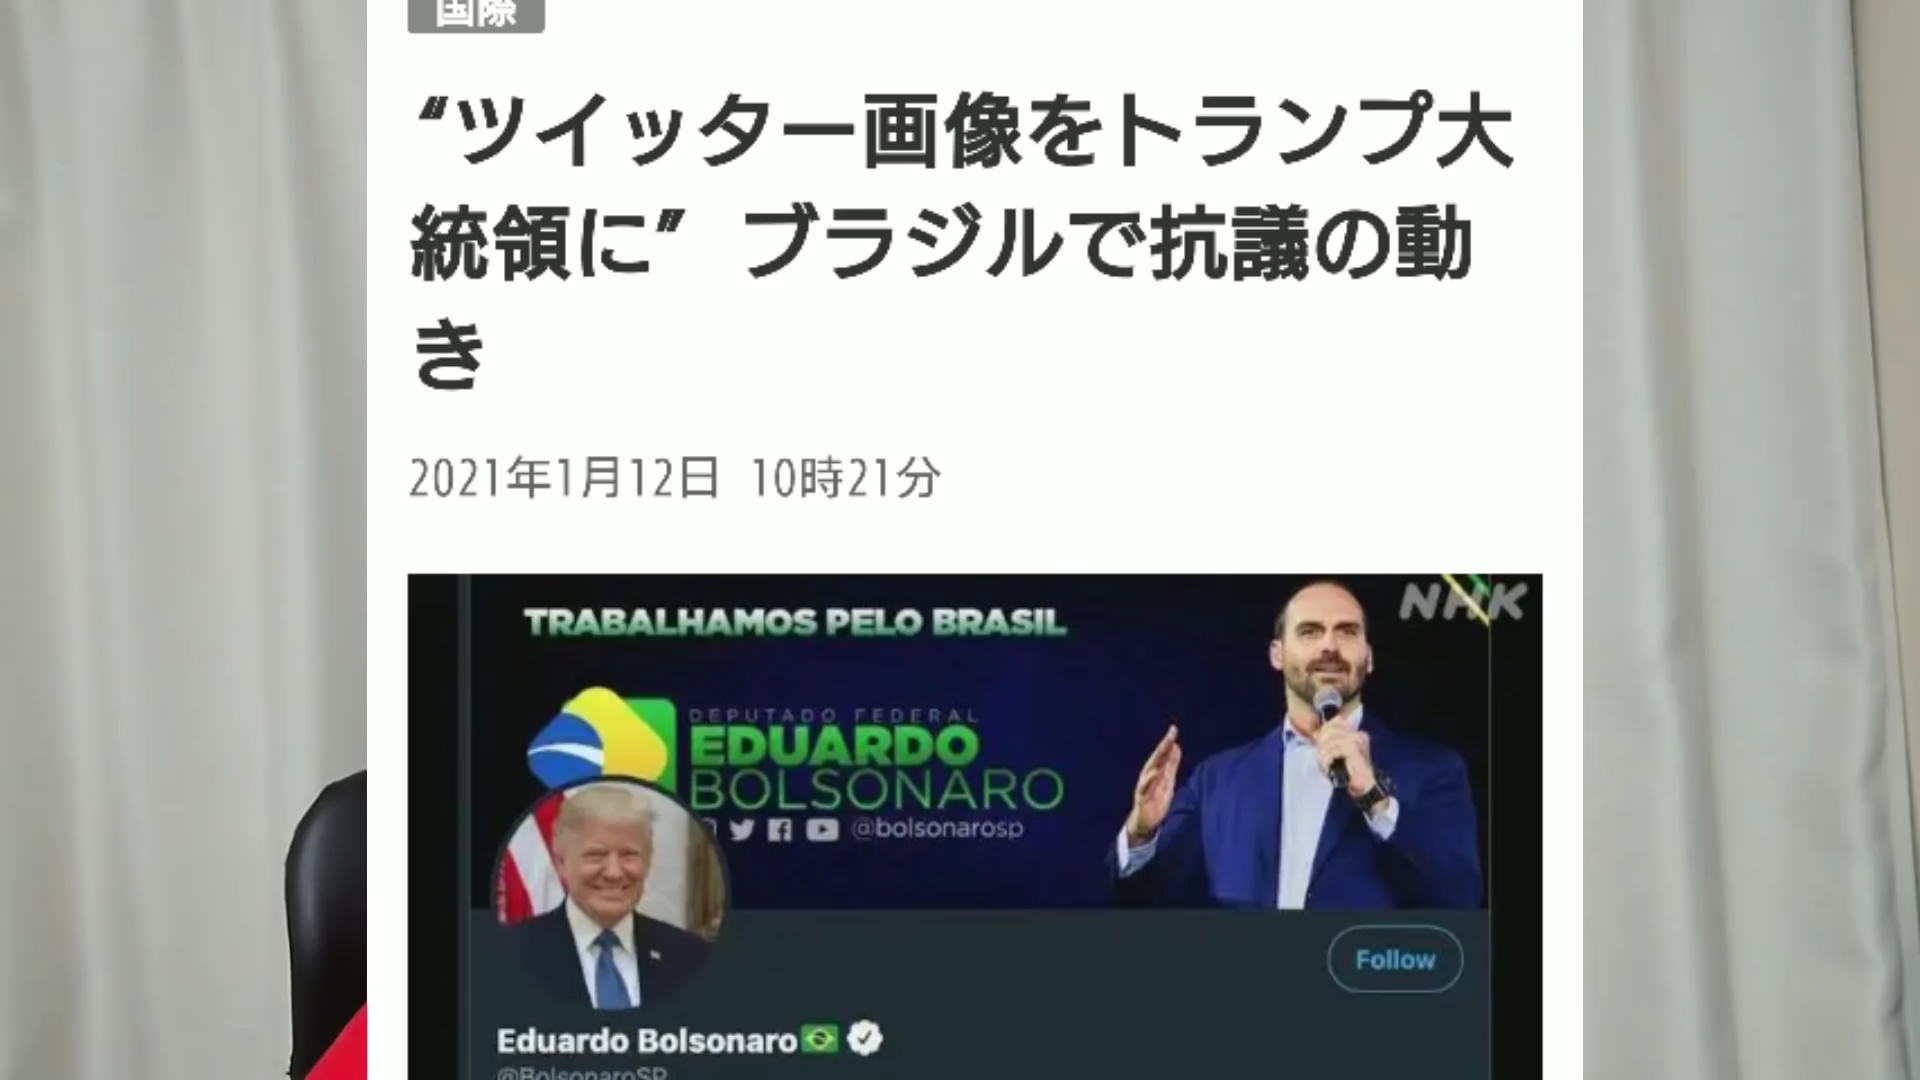 国際
“ツイッター画像をトランプ大
統領に” ブラジルで抗議の動
き
2021年1月12日 10時21分
NHK
TRABALHAMOS PELO BRASIL
DEPUTADO FEDERAL
EDUARDO
BOLSONARO
@bolsonarosp
Follow
Eduardo Bolsonaro
@BolsonaroSP